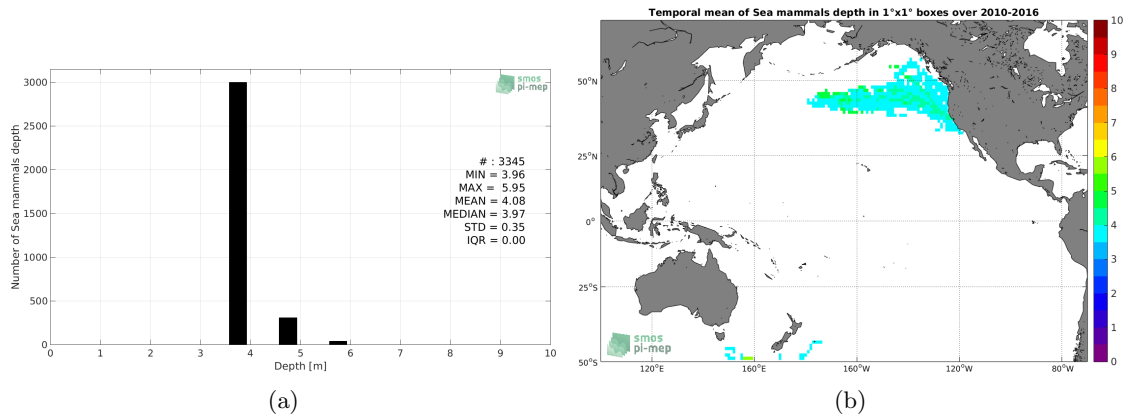 Number of Sea mammals depth
3000
2500
2000
1500
1000
500
0
0 1 2 3 4 5 6 7 8 9 10
Depth [m]
smos
pi-mep
# : 3345
MIN = 3.96
MAX = 5.95
MEAN = 4.08
MEDIAN = 3.97
STD = 0.35
IQR = 0.00
(a)
Temporal mean of Sea mammals depth in 1°x1° boxes over 2010-2016
50°N
25°N
0°
25°S
50°S
120°E 160°E 160°W 120°W 80°W
smos
pi-mep
10
9
8
7
6
5
4
3
2
1
0
(b)